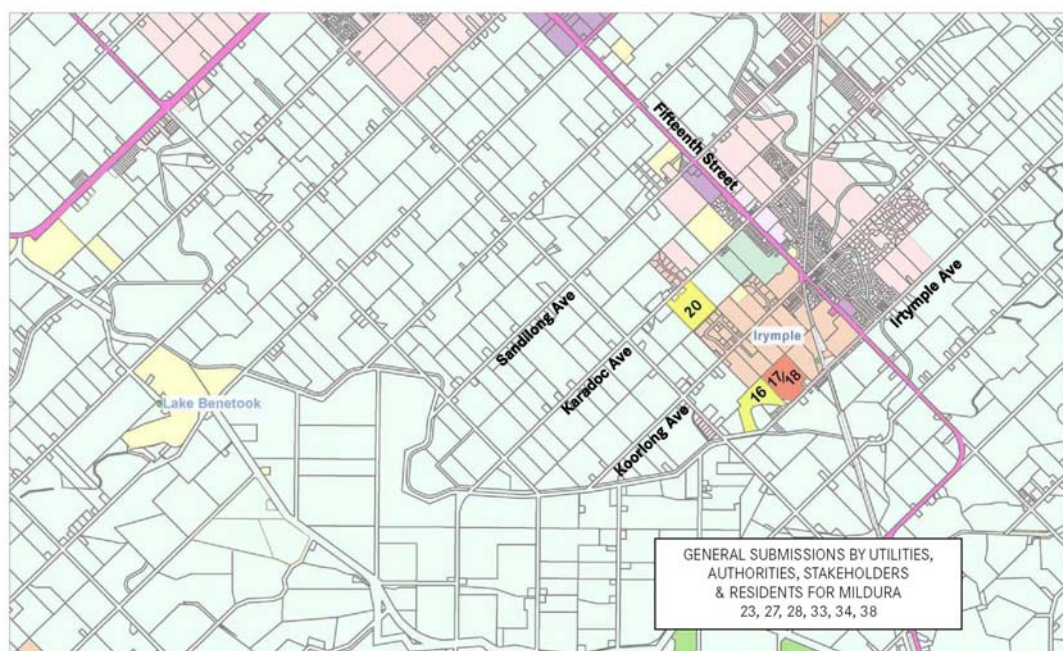 Fifteenth Street
Irtymple Ave
Sandilong Ave
20
Karadoc Ave
Irymple
17/18
16
Lake Benetook
Koorlong Ave
GENERAL SUBMISSIONS BY UTILITIES,
AUTHORITIES, STAKEHOLDERS
& RESIDENTS FOR MILDURA
23, 27, 28, 33, 34, 38